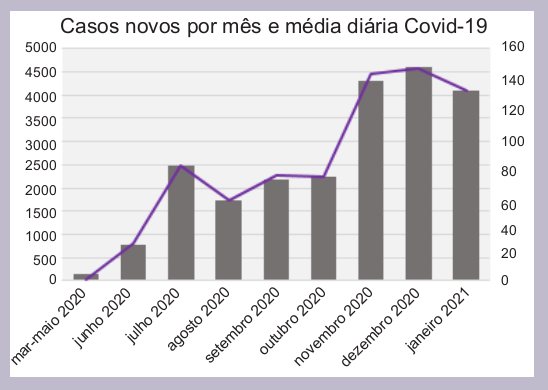 Casos novos por mês e média diária Covid-19
5000
4500
4000
3500
3000
2500
2000
1500
1000
500
0
160
140
120
100
80
60
40
20
0
mar-maio 2020
junho 2020
julho 2020
agosto 2020
setembro 2020
outubro 2020
novembro 2020
dezembro 2020
janeiro 2021